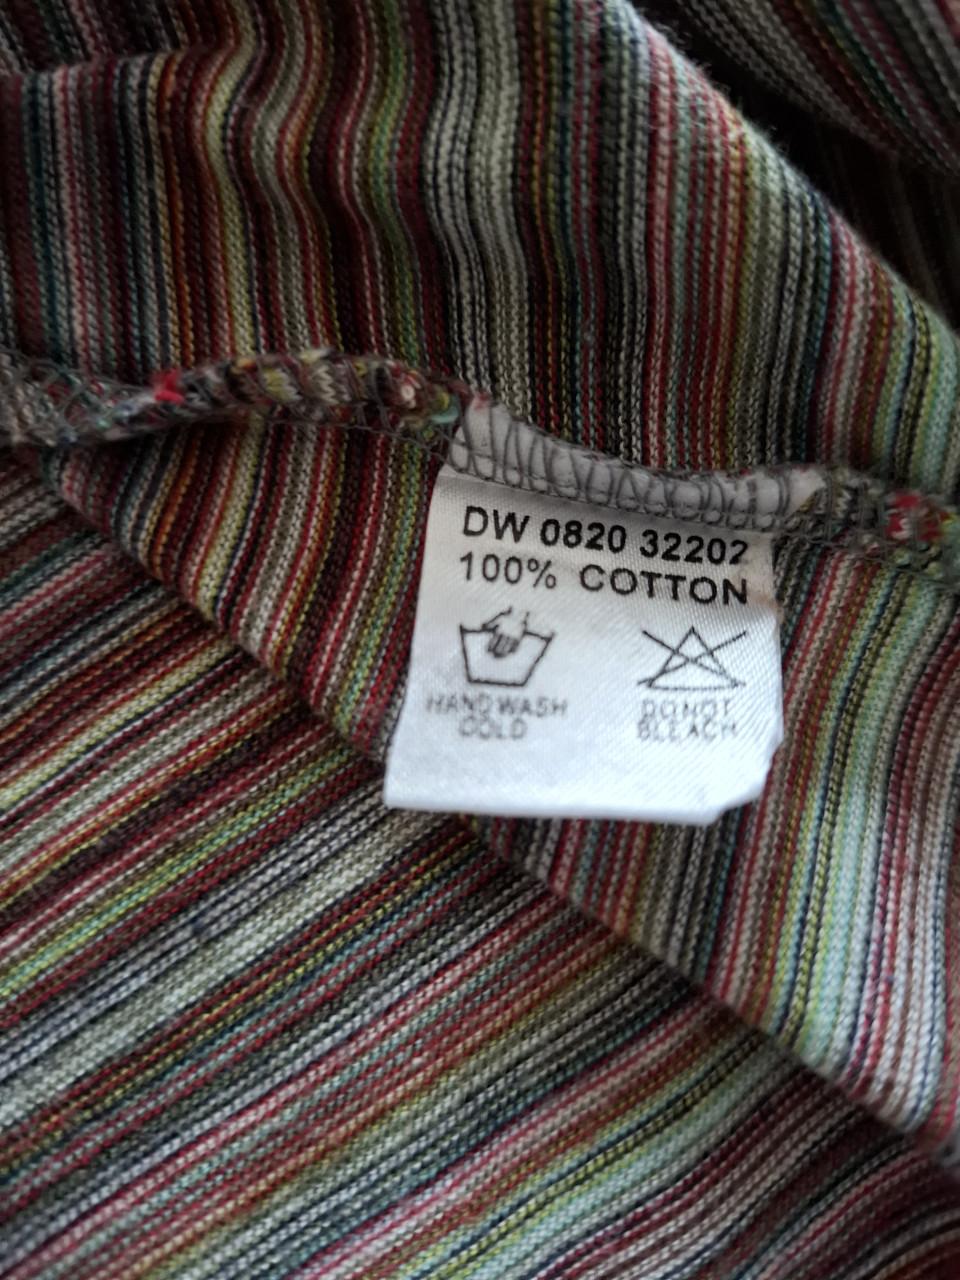 DW 0820 32202
100% COTTON
HAND WASH
COLD
DO NOT
BLEACH